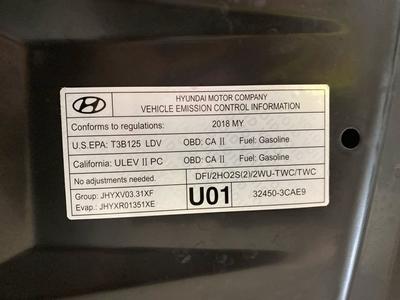 HYUNDAI MOTOR COMPANY
VEHICLE EMISSION CONTROL INFORMATION
Conforms to regulations: 2018 MY
U.S.EPA: T3B125 LDV OBD: CA II Fuel: Gasoline
California: ULEV II PC OBD: CA II Fuel: Gasoline
No adjustments needed. DFI/2HO2S(2)/2WU-TWC/TWC
Group: JHYXV03.31XF
Evap.: JHYXR01351XE
U01 32450-3CAE9